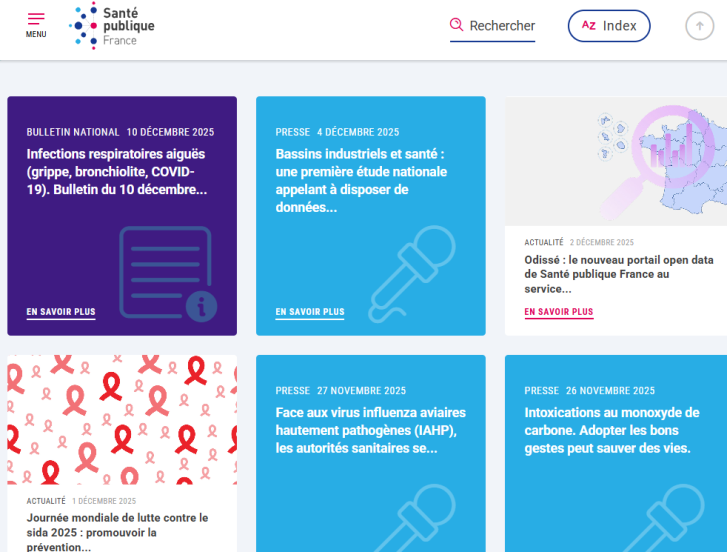 MENU
Santé
publique
France
Rechercher
AZ Index
BULLETIN NATIONAL 10 DÉCEMBRE 2025
Infections respiratoires aiguës
(grippe, bronchiolite, COVID-
19). Bulletin du 10 décembre...
EN SAVOIR PLUS
PRESSE 4 DÉCEMBRE 2025
Bassins industriels et santé :
une première étude nationale
appelant à disposer de
données...
EN SAVOIR PLUS
ACTUALITÉ 2 DÉCEMBRE 2025
Odissé : le nouveau portail open data
de Santé publique France au
service...
EN SAVOIR PLUS
ACTUALITÉ 1 DÉCEMBRE 2025
Journée mondiale de lutte contre le
sida 2025 : promouvoir la
prévention...
PRESSE 27 NOVEMBRE 2025
Face aux virus influenza aviaires
hautement pathogènes (IAHP),
les autorités sanitaires se...
PRESSE 26 NOVEMBRE 2025
Intoxications au monoxyde de
carbone. Adopter les bons
gestes peut sauver des vies.